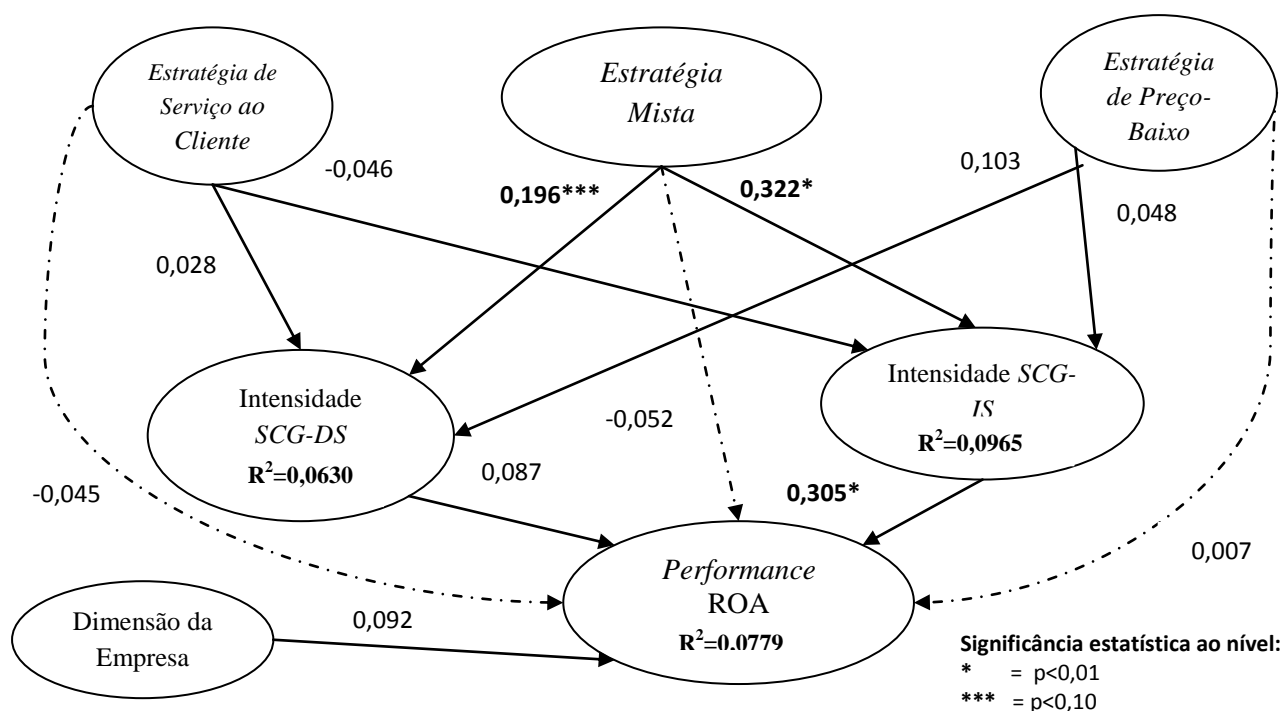 Estratégia de
Serviço ao
Cliente
Estratégia
Mista
Estratégia
de Preço-
Baixo
-0,046
0,196***
0,322*
0,103
0,048
0,028
Intensidade
SCG-DS
R²=0,0630
Intensidade SCG-
IS
R²=0,0965
-0,052
0,087
-0,045
0,305*
0,007
Performance
ROA
R²=0,0779
Dimensão da
Empresa
0,092
Significância estatística ao nível:
* = p<0,01
*** = p<0,10